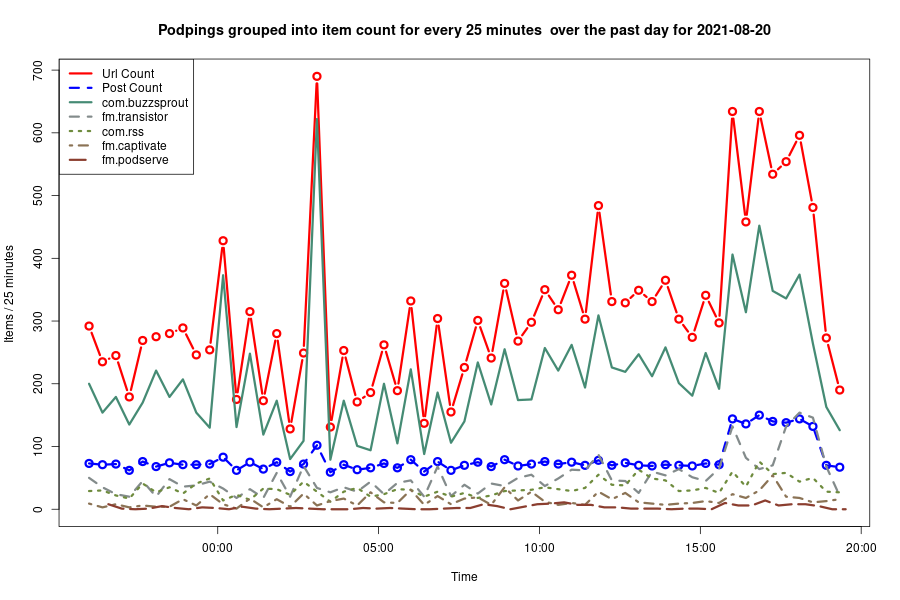 Podpings grouped into item count for every 25 minutes  over the past day for 2021-08-20
Url Count
Post Count
com.buzzsprout
fm.transistor
com.rss
fm.captivate
fm.podserve
700
600
500
400
300
200
100
0
Items / 25 minutes
00:00
05:00
10:00
15:00
20:00
Time